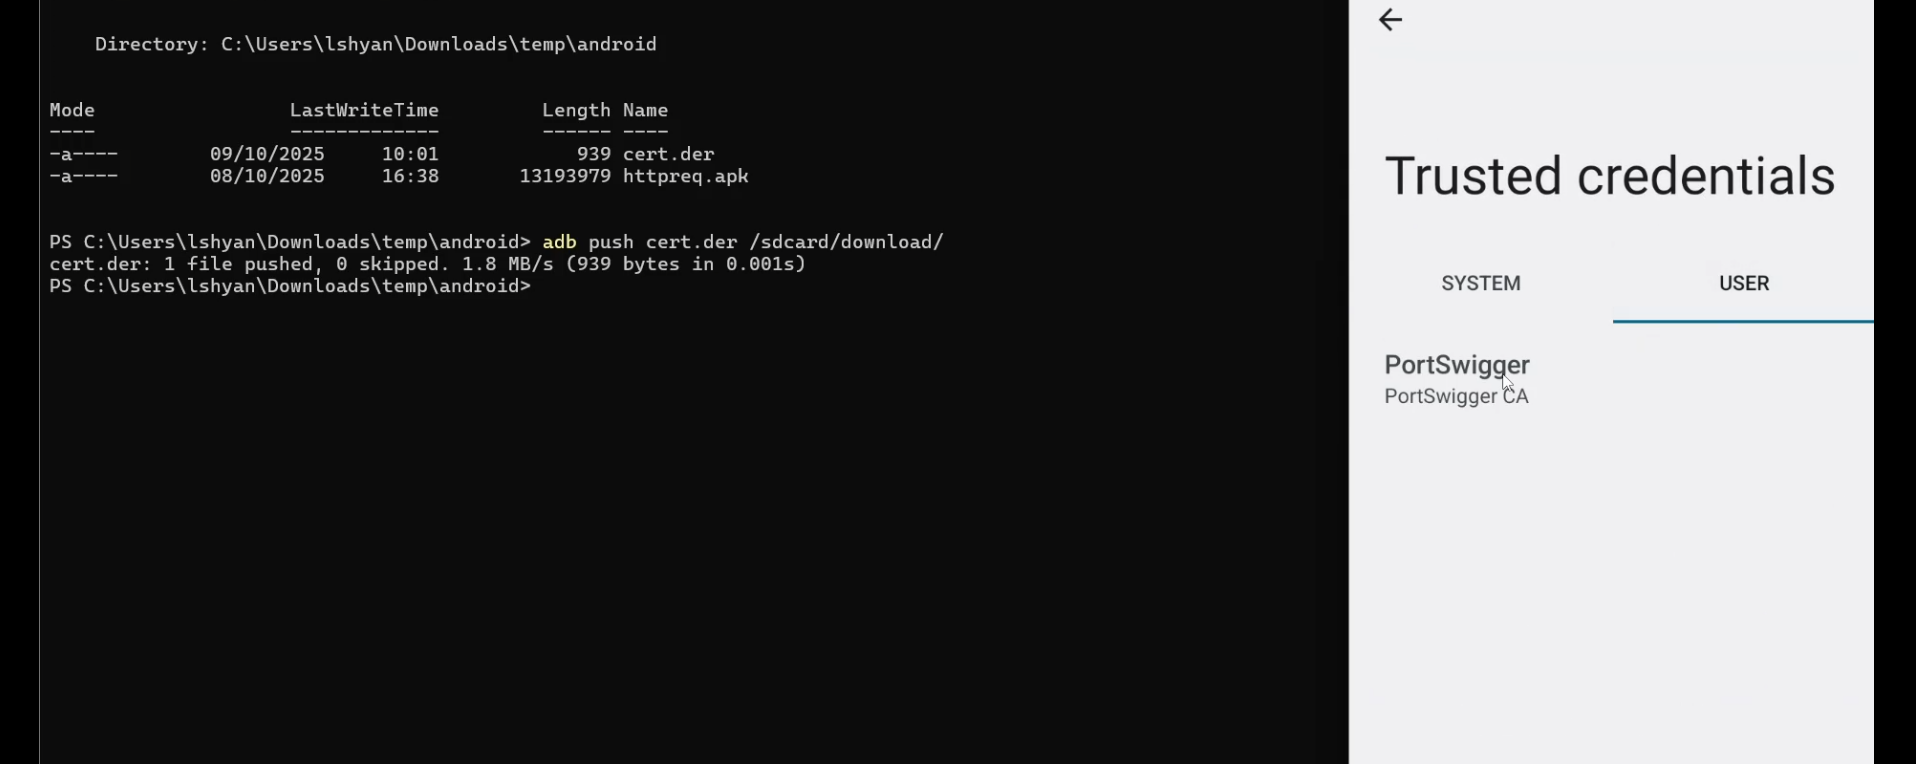 Directory: C:\Users\lshyan\Downloads\temp\android
Mode LastWriteTime Length Name
---- ------------- ------ ----
-a---- 09/10/2025 10:01 939 cert.der
-a---- 08/10/2025 16:38 13193979 httpreq.apk
PS C:\Users\lshyan\Downloads\temp\android> adb push cert.der /sdcard/download/
cert.der: 1 file pushed, 0 skipped. 1.8 MB/s (939 bytes in 0.001s)
PS C:\Users\lshyan\Downloads\temp\android>
Trusted credentials
SYSTEM USER
PortSwigger
PortSwigger CA